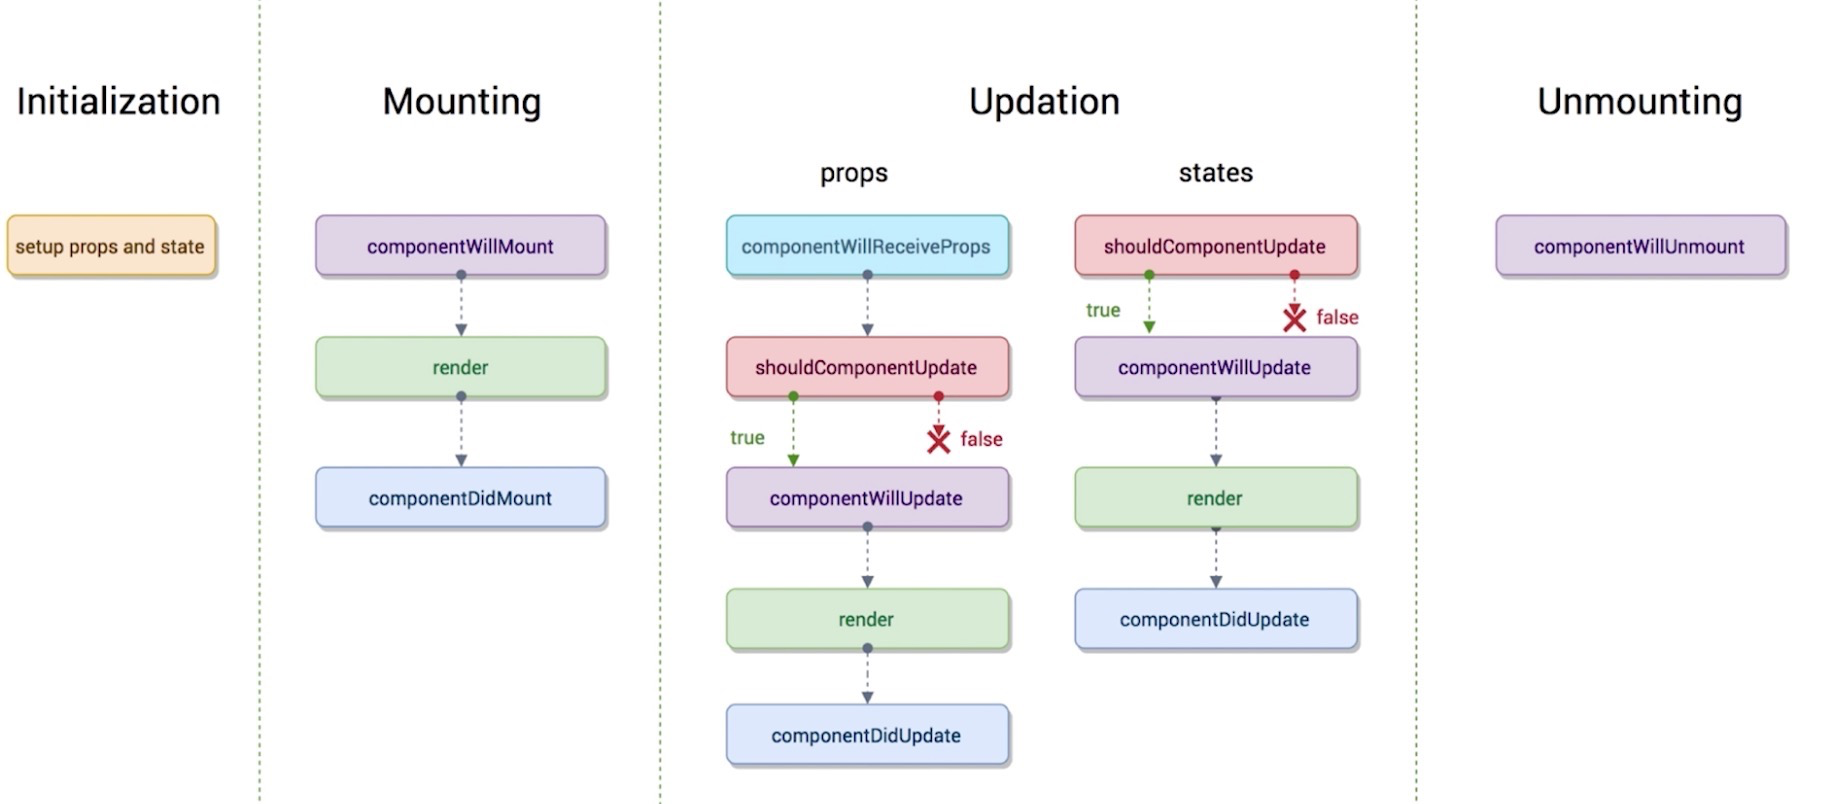 Initialization
setup props and state
Mounting
componentWillMount
render
componentDidMount
Updation
props
componentWillReceiveProps
shouldComponentUpdate
true
false
componentWillUpdate
render
componentDidUpdate
states
shouldComponentUpdate
true
false
componentWillUpdate
render
componentDidUpdate
Unmounting
componentWillUnmount